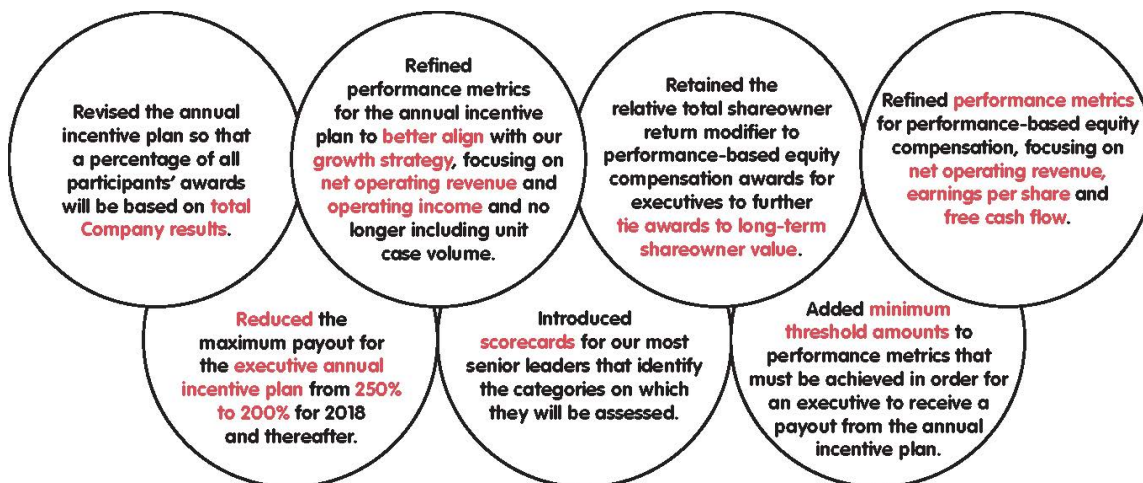 Revised the annual
incentive plan so that
a percentage of all
participants' awards
will be based on total
Company results.
Refined
performance metrics
for the annual incentive
plan to better align with our
growth strategy, focusing on
net operating revenue and
operating income and no
longer including unit
case volume.
Retained the
relative total shareowner
return modifier to
performance-based equity
compensation awards for
executives to further
tie awards to long-term
shareowner value.
Refined performance metrics
for performance-based equity
compensation, focusing on
net operating revenue,
earnings per share and
free cash flow.
Reduced the
maximum payout for
the executive annual
incentive plan from 250%
to 200% for 2018
and thereafter.
Introduced
scorecards for our most
senior leaders that identify
the categories on which
they will be assessed.
Added minimum
threshold amounts to
performance metrics that
must be achieved in order for
an executive to receive a
payout from the annual
incentive plan.